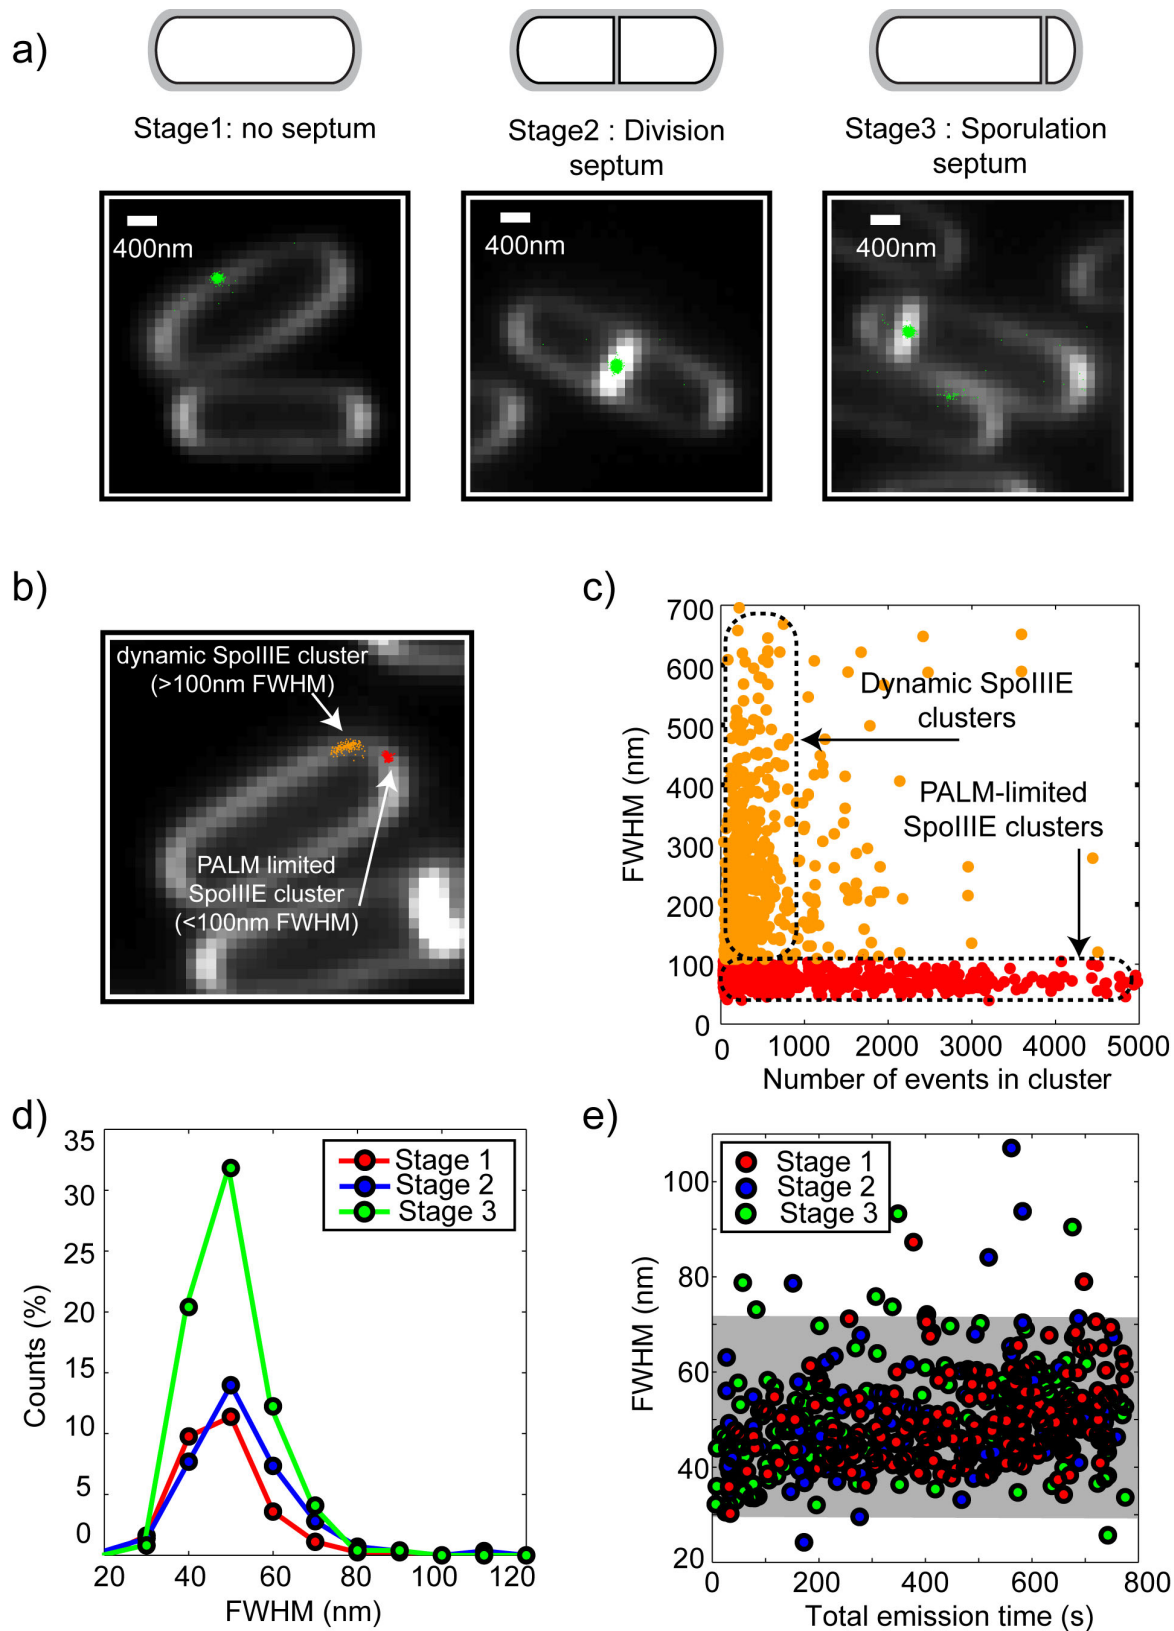 a)
Stage1: no septum
Stage2 : Division
septum
Stage3 : Sporulation
septum
400nm
400nm
400nm
b)
dynamic SpoIIIE cluster
(>100nm FWHM)
PALM limited
SpoIIIE cluster
(<100nm FWHM)
c)
700
600
500
400
300
200
100
0
FWHM (nm)
Dynamic SpoIIIE
clusters
PALM-limited
SpoIIIE clusters
0 1000 2000 3000 4000 5000
Number of events in cluster
d)
35
30
25
20
15
10
5
0
Counts (%)
Stage 1
Stage 2
Stage 3
20 40 60 80 100 120
FWHM (nm)
e)
100
80
60
40
20
FWHM (nm)
Stage 1
Stage 2
Stage 3
0 200 400 600 800
Total emission time (s)